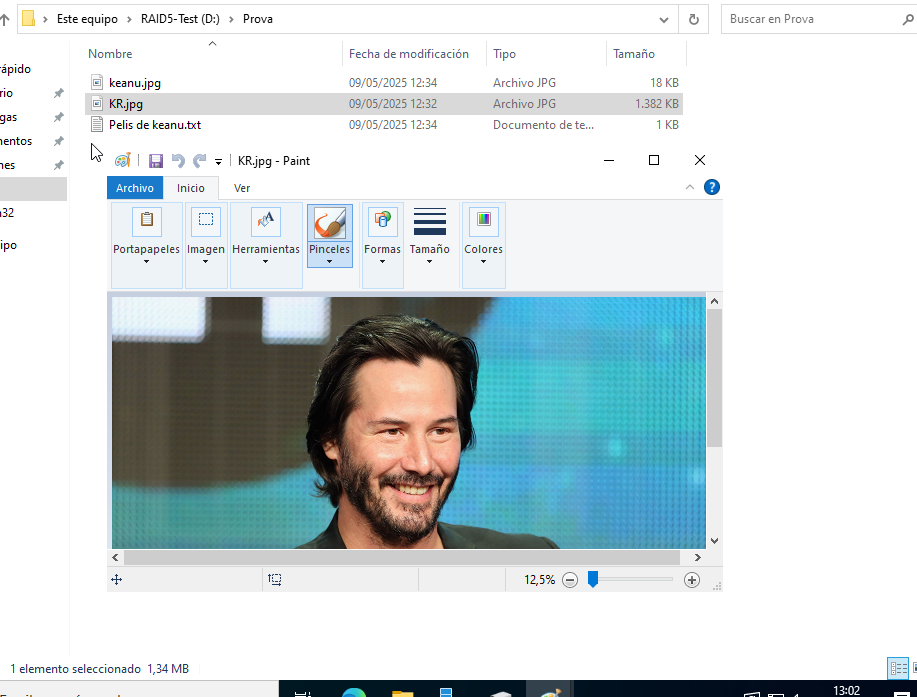 Este equipo > RAID5-Test (D:) > Prova
Buscar en Prova
Nombre Fecha de modificación Tipo Tamaño
ápido
keanu.jpg 09/05/2025 12:34 Archivo JPG 18 KB
rio
KR.jpg 09/05/2025 12:32 Archivo JPG 1.382 KB
gas
Pelis de keanu.txt 09/05/2025 12:34 Documento de te... 1 KB
nentos
nes
KR.jpg - Paint
Archivo Inicio Ver
32
ipo
Portapapeles Imagen Herramientas Pinceles Formas Tamaño Colores
12,5%
1 elemento seleccionado 1,34 MB
13:02